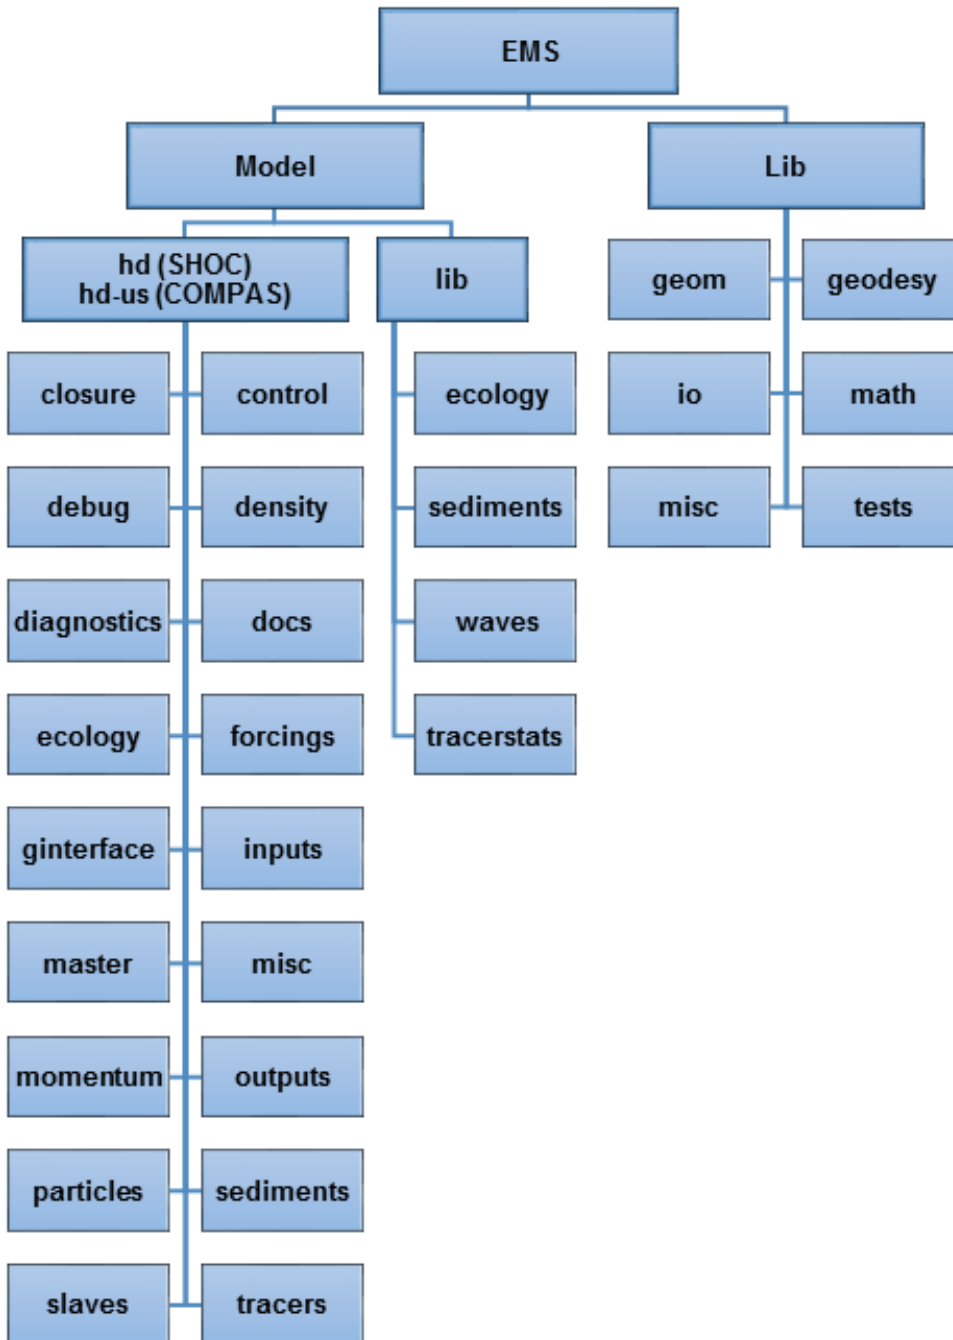 EMS
Model
Lib
hd (SHOC)
hd-us (COMPAS)
lib
geom
geodesy
closure
control
ecology
io
math
debug
density
sediments
misc
tests
diagnostics
docs
waves
ecology
forcings
tracerstats
ginterface
inputs
master
misc
momentum
outputs
particles
sediments
slaves
tracers